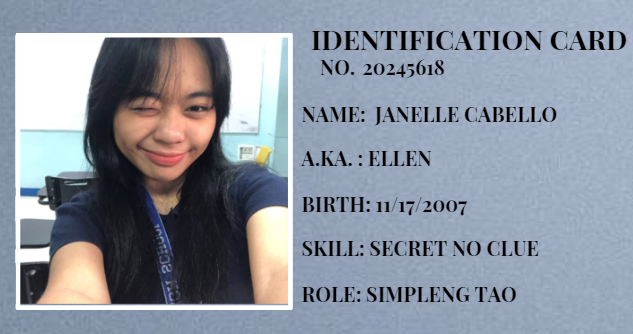 IDENTIFICATION CARD
NO. 20245618
NAME: JANELLE CABELLO
A.KA. : ELLEN
BIRTH: 11/17/2007
SKILL: SECRET NO CLUE
ROLE: SIMPLENG TAO